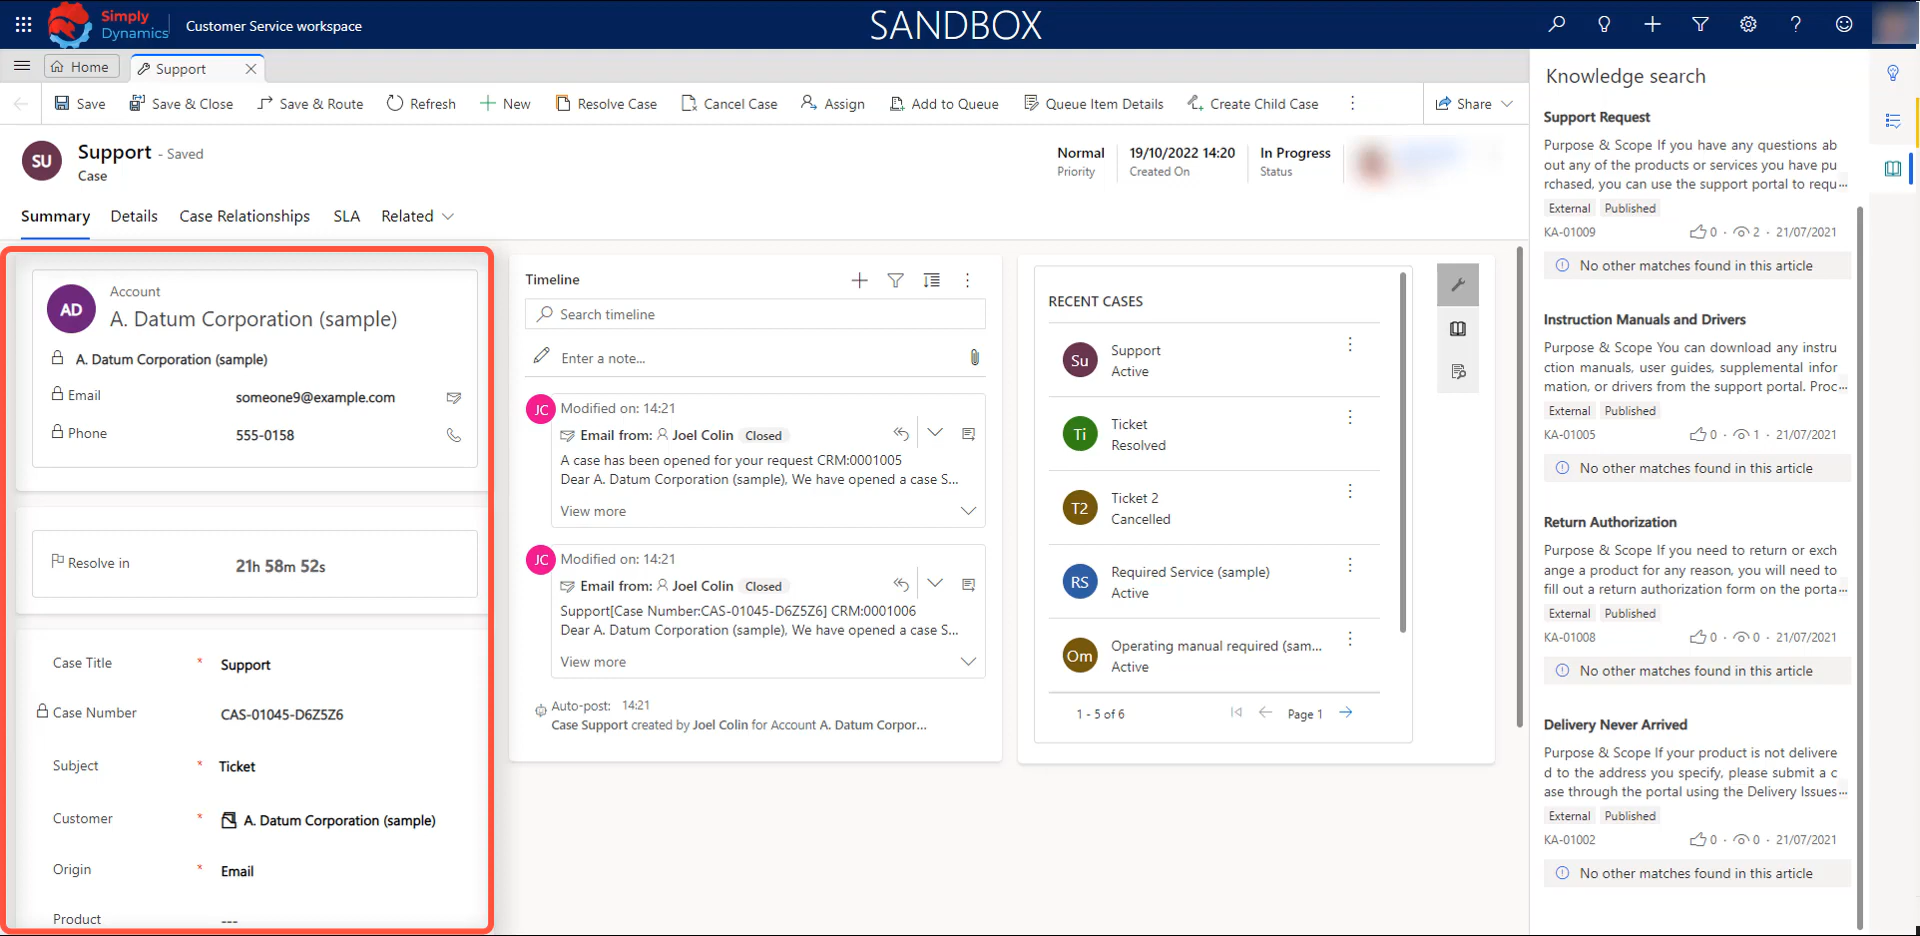 Simply
Dynamics
Customer Service workspace
SANDBOX
Home
Support
Save
Save & Close
Save & Route
Refresh
New
Resolve Case
Cancel Case
Assign
Add to Queue
Queue Item Details
Create Child Case
Share
SU
Support - Saved
Case
Normal
Priority
19/10/2022 14:20
Created On
In Progress
Status
Summary
Details
Case Relationships
SLA
Related
AD
Account
A. Datum Corporation (sample)
A. Datum Corporation (sample)
Email someone9@example.com
Phone 555-0158
Resolve in 21h 58m 52s
Case Title * Support
Case Number CAS-01045-D6Z5Z6
Subject * Ticket
Customer * A. Datum Corporation (sample)
Origin * Email
Product ---
Timeline
Search timeline
Enter a note...
JC
Modified on: 14:21
Email from: Joel Colin Closed
A case has been opened for your request CRM:0001005
Dear A. Datum Corporation (sample), We have opened a case S...
View more
JC
Modified on: 14:21
Email from: Joel Colin Closed
Support[Case Number:CAS-01045-D6Z5Z6] CRM:0001006
Dear A. Datum Corporation (sample), We have opened a case S...
View more
Auto-post: 14:21
Case Support created by Joel Colin for Account A. Datum Corpor...
RECENT CASES
Su
Support
Active
Ti
Ticket
Resolved
T2
Ticket 2
Cancelled
RS
Required Service (sample)
Active
Om
Operating manual required (sam...
Active
1 - 5 of 6
Page 1
Knowledge search
Support Request
Purpose & Scope If you have any questions ab
out any of the products or services you have pu
rchased, you can use the support portal to requ...
External Published
KA-01009 0 · 2 · 21/07/2021
No other matches found in this article
Instruction Manuals and Drivers
Purpose & Scope You can download any instru
ction manuals, user guides, supplemental infor
mation, or drivers from the support portal. Proc...
External Published
KA-01005 0 · 1 · 21/07/2021
No other matches found in this article
Return Authorization
Purpose & Scope If you need to return or exch
ange a product for any reason, you will need to
fill out a return authorization form on the porta...
External Published
KA-01008 0 · 0 · 21/07/2021
No other matches found in this article
Delivery Never Arrived
Purpose & Scope If your product is not delivere
d to the address you specify, please submit a c
ase through the portal using the Delivery Issues...
External Published
KA-01002 0 · 0 · 21/07/2021
No other matches found in this article